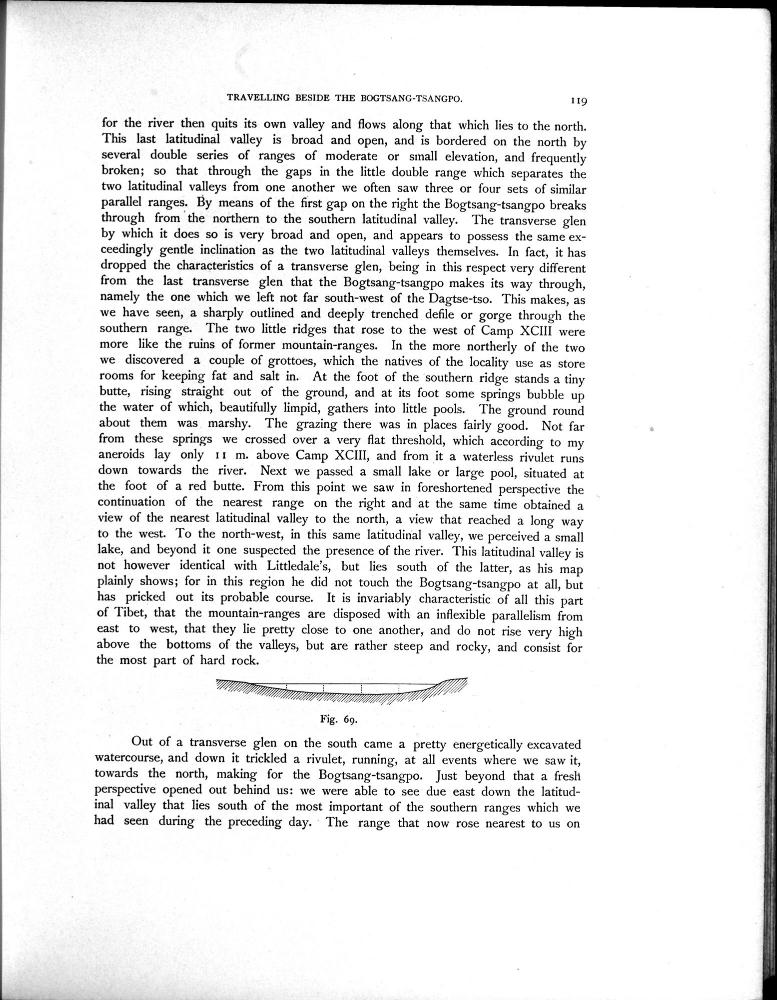 TRAVELLING BESIDE THE BOGTSANG-TSANGPO. 119
for the river then quits its own valley and flows along that which lies to the north.
This last latitudinal valley is broad and open, and is bordered on the north by
several double series of ranges of moderate or small elevation, and frequently
broken; so that through the gaps in the little double range which separates the
two latitudinal valleys from one another we often saw three or four sets of similar
parallel ranges. By means of the first gap on the right the Bogtsang-tsangpo breaks
through from the northern to the southern latitudinal valley. The transverse glen
by which it does so is very broad and open, and appears to possess the same ex-
ceedingly gentle inclination as the two latitudinal valleys themselves. In fact, it has
dropped the characteristics of a transverse glen, being in this respect very different
from the last transverse glen that the Bogtsang-tsangpo makes its way through,
namely the one which we left not far south-west of the Dagtse-tso. This makes, as
we have seen, a sharply outlined and deeply trenched defile or gorge through the
southern range. The two little ridges that rose to the west of Camp XCIII were
more like the ruins of former mountain-ranges. In the more northerly of the two
we discovered a couple of grottoes, which the natives of the locality use as store
rooms for keeping fat and salt in. At the foot of the southern ridge stands a tiny
butte, rising straight out of the ground, and at its foot some springs bubble up
the water of which, beautifully limpid, gathers into little pools. The ground round
about them was marshy. The grazing there was in places fairly good. Not far
from these springs we crossed over a very flat threshold, which according to my
aneroids lay only 11 m. above Camp XCIII, and from it a waterless rivulet runs
down towards the river. Next we passed a small lake or large pool, situated at
the foot of a red butte. From this point we saw in foreshortened perspective the
continuation of the nearest range on the right and at the same time obtained a
view of the nearest latitudinal valley to the north, a view that reached a long way
to the west. To the north-west, in this same latitudinal valley, we perceived a small
lake, and beyond it one suspected the presence of the river. This latitudinal valley is
not however identical with Littledale's, but lies south of the latter, as his map
plainly shows; for in this region he did not touch the Bogtsang-tsangpo at all, but
has pricked out its probable course. It is invariably characteristic of all this part
of Tibet, that the mountain-ranges are disposed with an inflexible parallelism from
east to west, that they lie pretty close to one another, and do not rise very high
above the bottoms of the valleys, but are rather steep and rocky, and consist for
the most part of hard rock.
Fig. 69.
Out of a transverse glen on the south came a pretty energetically excavated
watercourse, and down it trickled a rivulet, running, at all events where we saw it,
towards the north, making for the Bogtsang-tsangpo. Just beyond that a fresh
perspective opened out behind us: we were able to see due east down the latitud-
inal valley that lies south of the most important of the southern ranges which we
had seen during the preceding day. The range that now rose nearest to us on